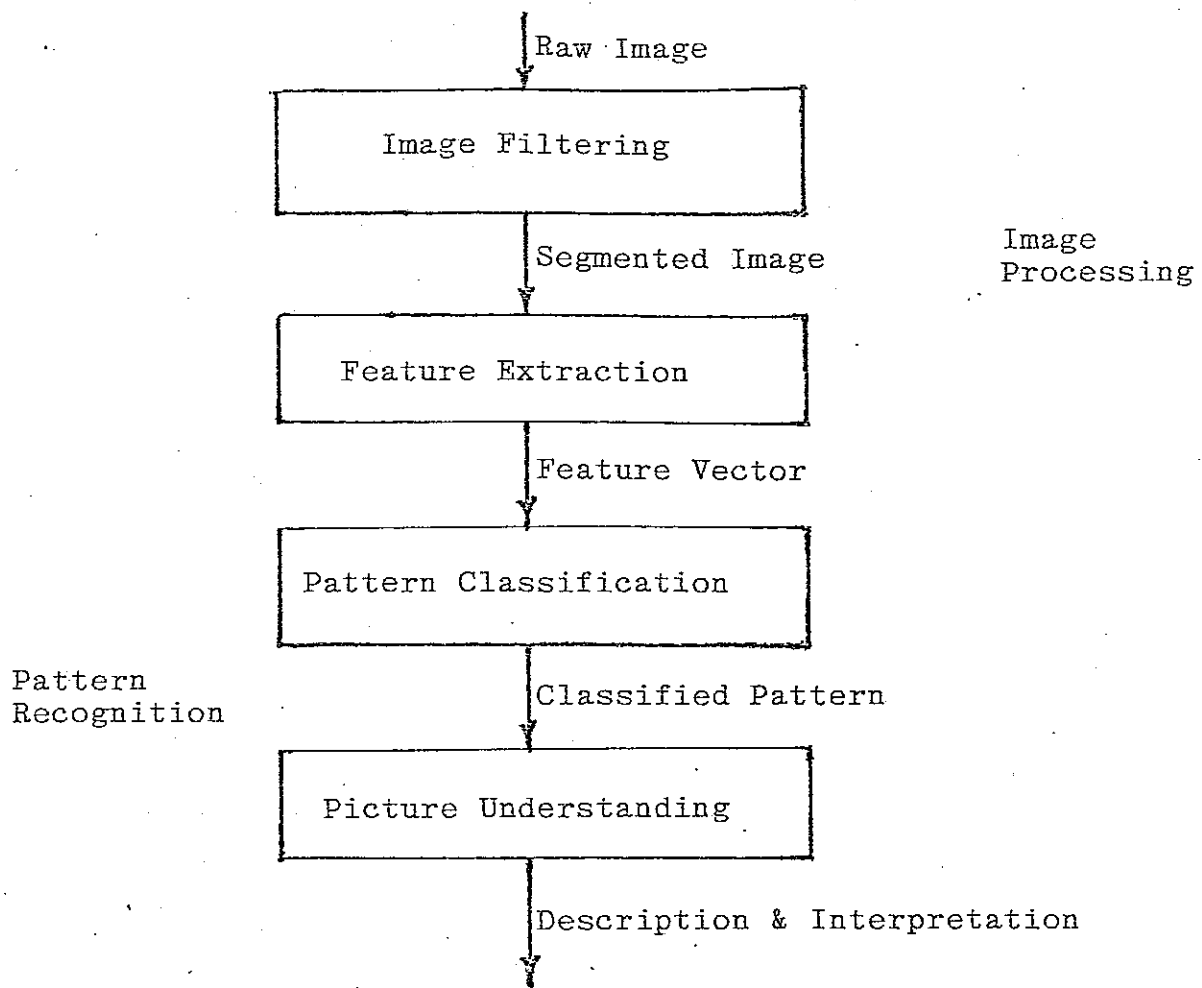 Raw Image
Image Filtering
Segmented Image
Image
Processing
Feature Extraction
Feature Vector
Pattern Classification
Pattern
Recognition
Classified Pattern
Picture Understanding
Description & Interpretation